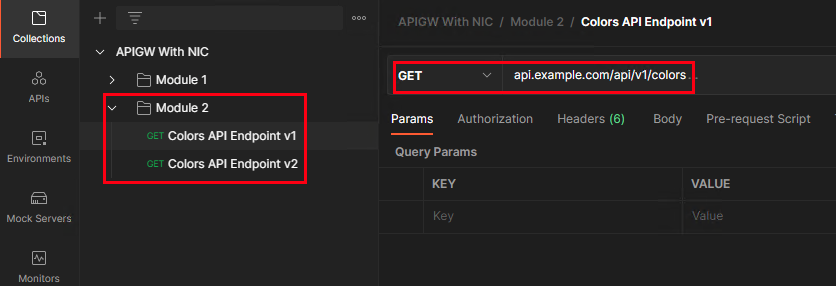 Collections
APIs
Environments
Mock Servers
Monitors
APIGW With NIC
Module 1
Module 2
GET Colors API Endpoint v1
GET Colors API Endpoint v2
APIGW With NIC / Module 2 / Colors API Endpoint v1
GET api.example.com/api/v1/colors...
Params Authorization Headers (6) Body Pre-request Script
Query Params
KEY VALUE
Key Value